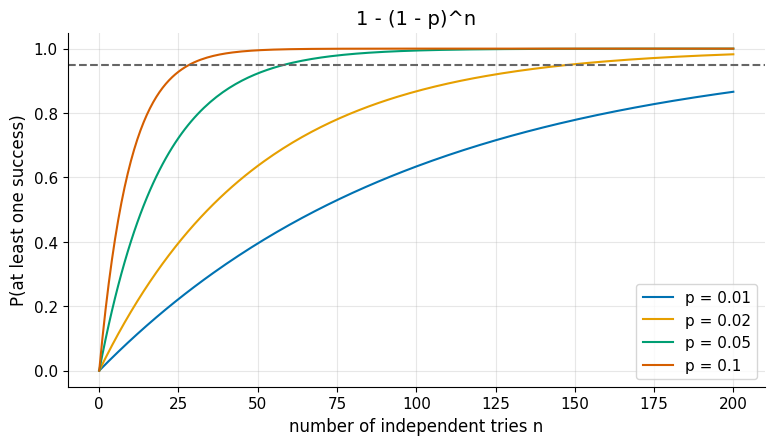 1 - (1 - p)^n
P(at least one success)
1.0
0.8
0.6
0.4
0.2
0.0
p = 0.01
p = 0.02
p = 0.05
p = 0.1
0 25 50 75 100 125 150 175 200
number of independent tries n